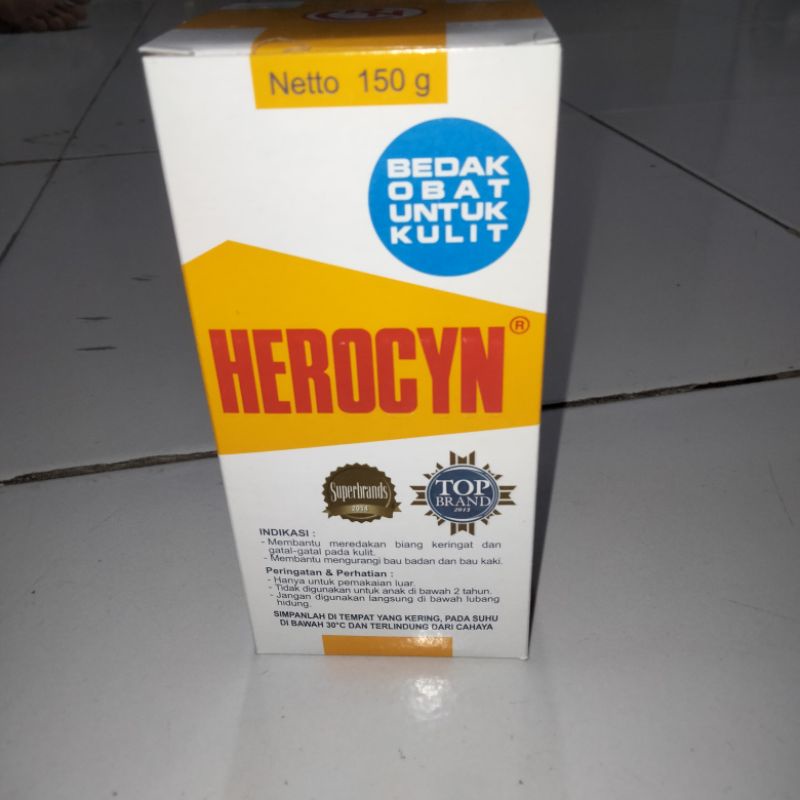 Netto 150 g
BEDAK
OBAT
UNTUK
KULIT
HEROCYN®
Superbrands
TOP
BRAND
INDIKASI :
- Membantu meredakan biang keringat dan
gatal-gatal pada kulit.
- Membantu mengurangi bau badan dan bau kaki.
Peringatan & Perhatian :
- Hanya untuk pemakaian luar.
- Tidak digunakan untuk anak di bawah 2 tahun.
- Jangan digunakan langsung di bawah lubang
hidung.
SIMPANLAH DI TEMPAT YANG KERING, PADA SUHU
DI BAWAH 30°C DAN TERLINDUNG DARI CAHAYA